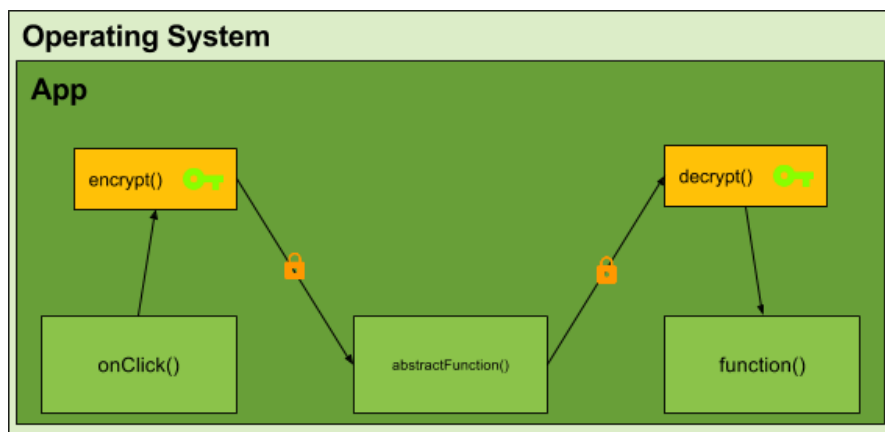 Operating System
App
encrypt()
decrypt()
onClick()
abstractFunction()
function()